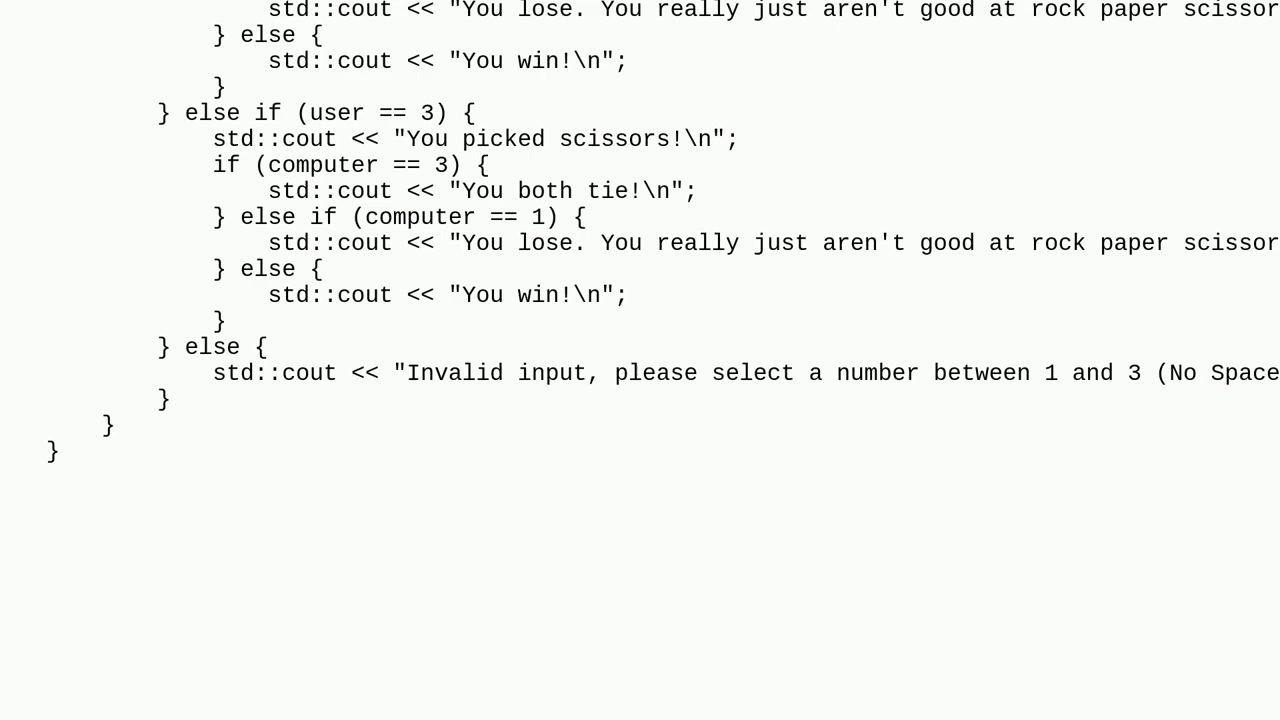 std::cout << "You lose. You really just aren't good at rock paper scissor
} else {
std::cout << "You win!\n";
}
} else if (user == 3) {
std::cout << "You picked scissors!\n";
if (computer == 3) {
std::cout << "You both tie!\n";
} else if (computer == 1) {
std::cout << "You lose. You really just aren't good at rock paper scissor
} else {
std::cout << "You win!\n";
}
} else {
std::cout << "Invalid input, please select a number between 1 and 3 (No Space
}
}
}